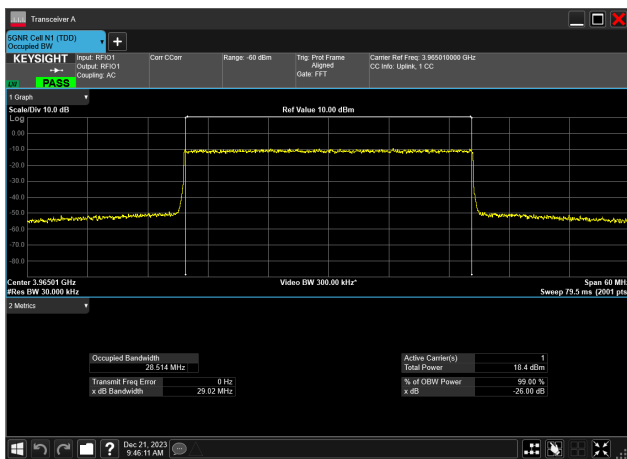 Transceiver A
5GNR Cell N1 (TDD)
Occupied BW
KEYSIGHT
LXI
PASS
Input: RFIO1
Output: RFIO1
Coupling: AC
Corr CCorr
Range: -60 dBm
Trig: Prot Frame
Aligned
Gate: FFT
Carrier Ref Freq: 3.965010000 GHz
CC Info: Uplink, 1 CC
1 Graph
Scale/Div 10.0 dB
Ref Value 10.00 dBm
Log
0.00
-10.0
-20.0
-30.0
-40.0
-50.0
-60.0
-70.0
-80.0
Center 3.96501 GHz
Video BW 300.00 kHz*
Span 60 MH
#Res BW 30.000 kHz
Sweep 79.5 ms (2001 pts
2 Metrics
Occupied Bandwidth
28.514 MHz
Transmit Freq Error 0 Hz
x dB Bandwidth 29.02 MHz
Active Carrier(s) 1
Total Power 18.4 dBm
% of OBW Power 99.00 %
x dB -26.00 dB
Dec 21, 2023
9:46:11 AM